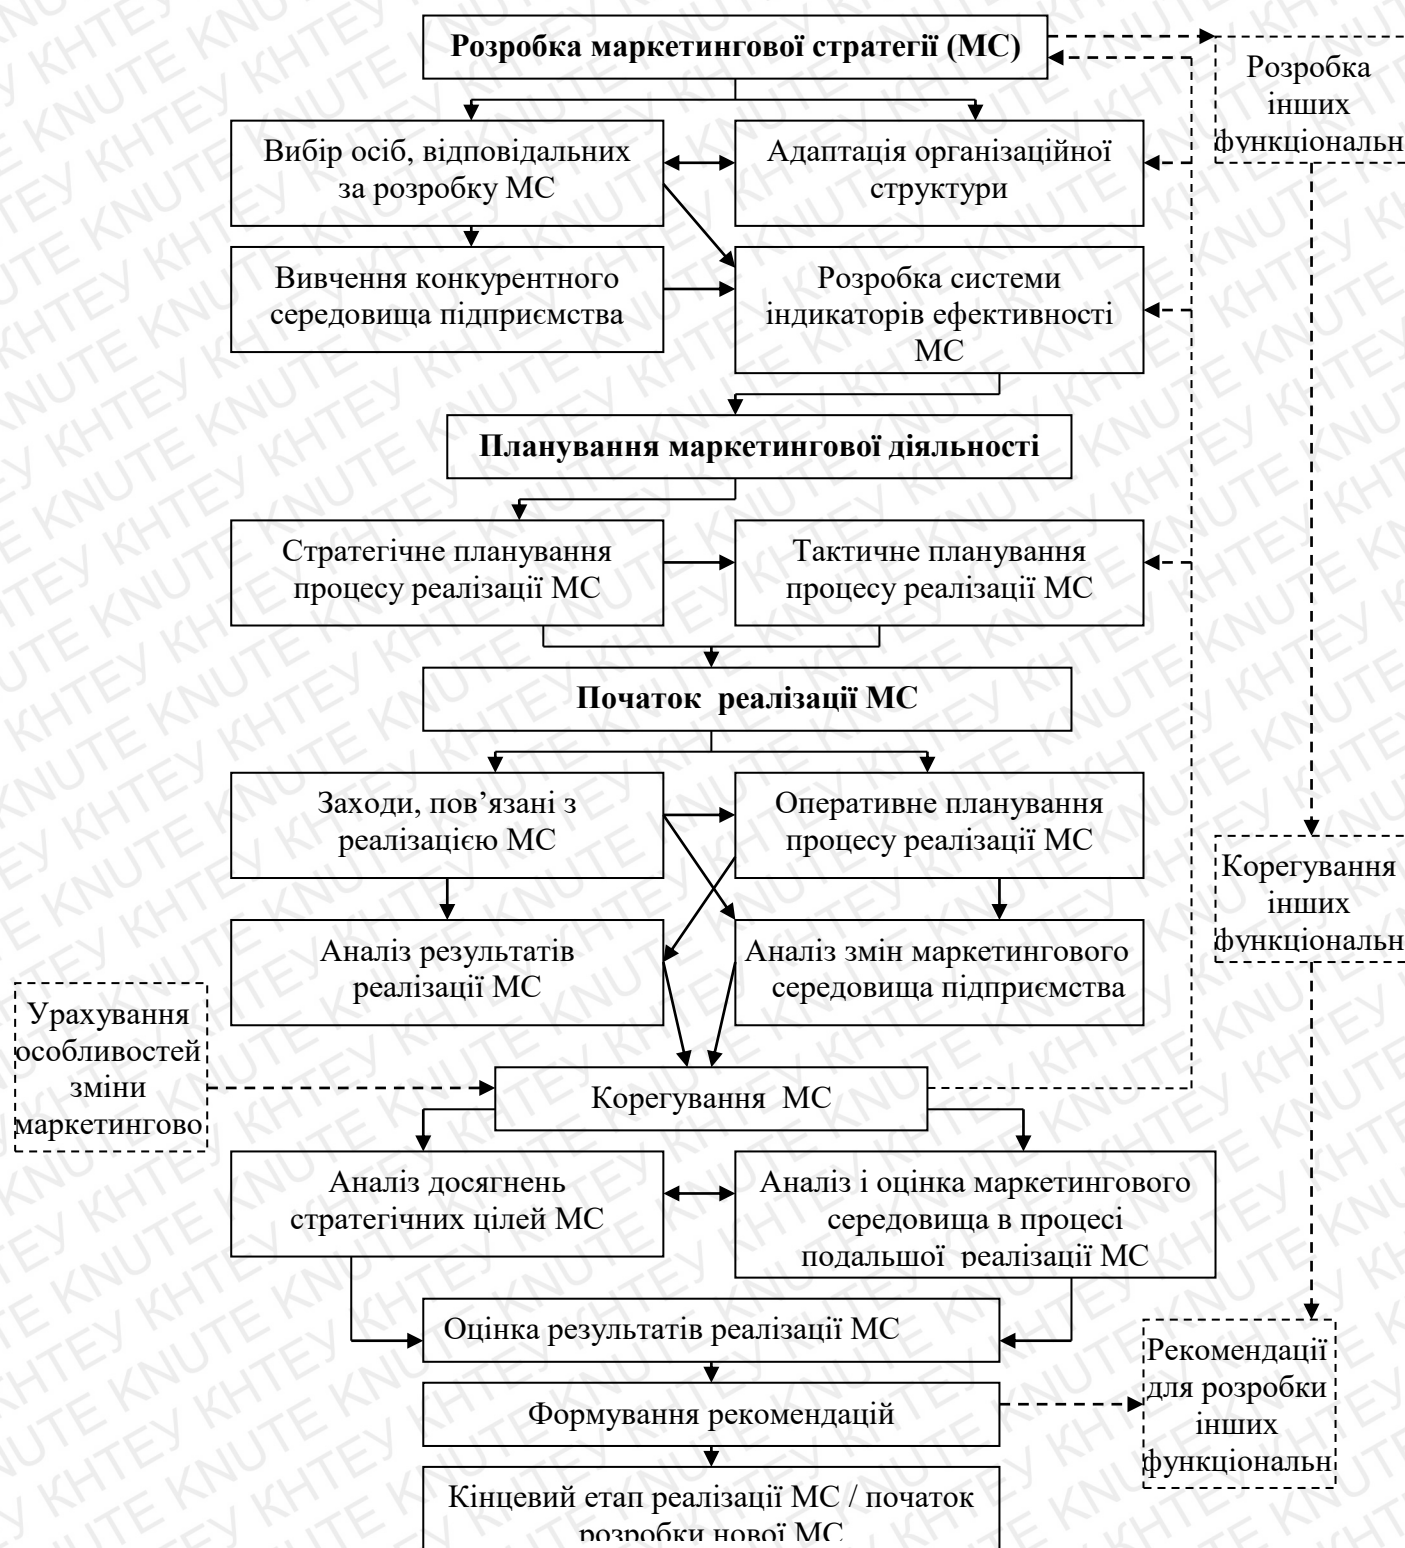 Розробка маркетингової стратегії (МС)
Розробка
інших
функціональн
Вибір осіб, відповідальних
за розробку МС
Адаптація організаційної
структури
Вивчення конкурентного
середовища підприємства
Розробка системи
індикаторів ефективності
МС
Планування маркетингової діяльності
Стратегічне планування
процесу реалізації МС
Тактичне планування
процесу реалізації МС
Початок реалізації МС
Заходи, пов’язані з
реалізацією МС
Оперативне планування
процесу реалізації МС
Корегування
інших
функціональн
Аналіз результатів
реалізації МС
Аналіз змін маркетингового
середовища підприємства
Урахування
особливостей
зміни
маркетингово
Корегування МС
Аналіз досягнень
стратегічних цілей МС
Аналіз і оцінка маркетингового
середовища в процесі
подальшої реалізації МС
Оцінка результатів реалізації МС
Рекомендації
для розробки
інших
функціональн
Формування рекомендацій
Кінцевий етап реалізації МС / початок
розробки нової МС